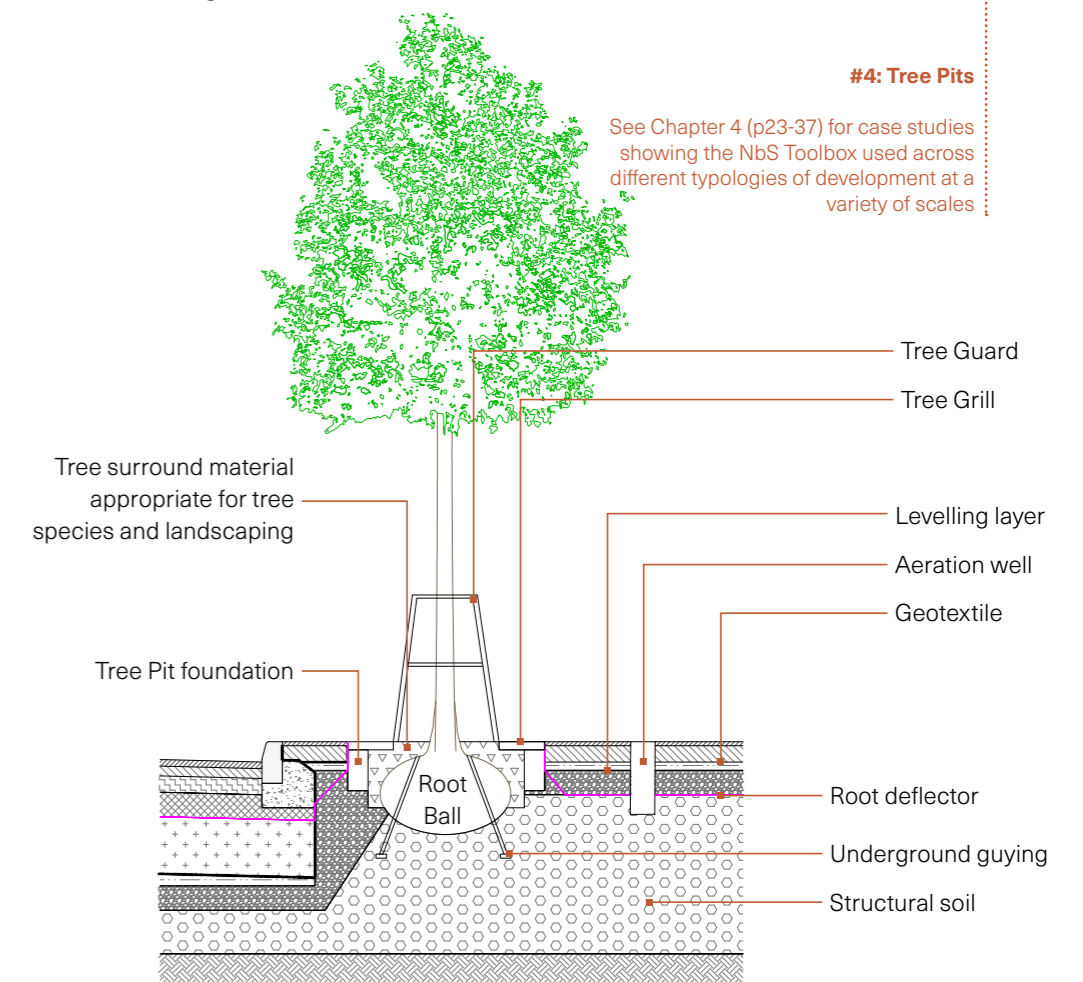 #4: Tree Pits
See Chapter 4 (p23-37) for case studies
showing the NbS Toolbox used across
different typologies of development at a
variety of scales
Tree Guard
Tree Grill
Tree surround material
appropriate for tree
species and landscaping
Levelling layer
Aeration well
Geotextile
Tree Pit foundation
Root
Ball
Root deflector
Underground guying
Structural soil